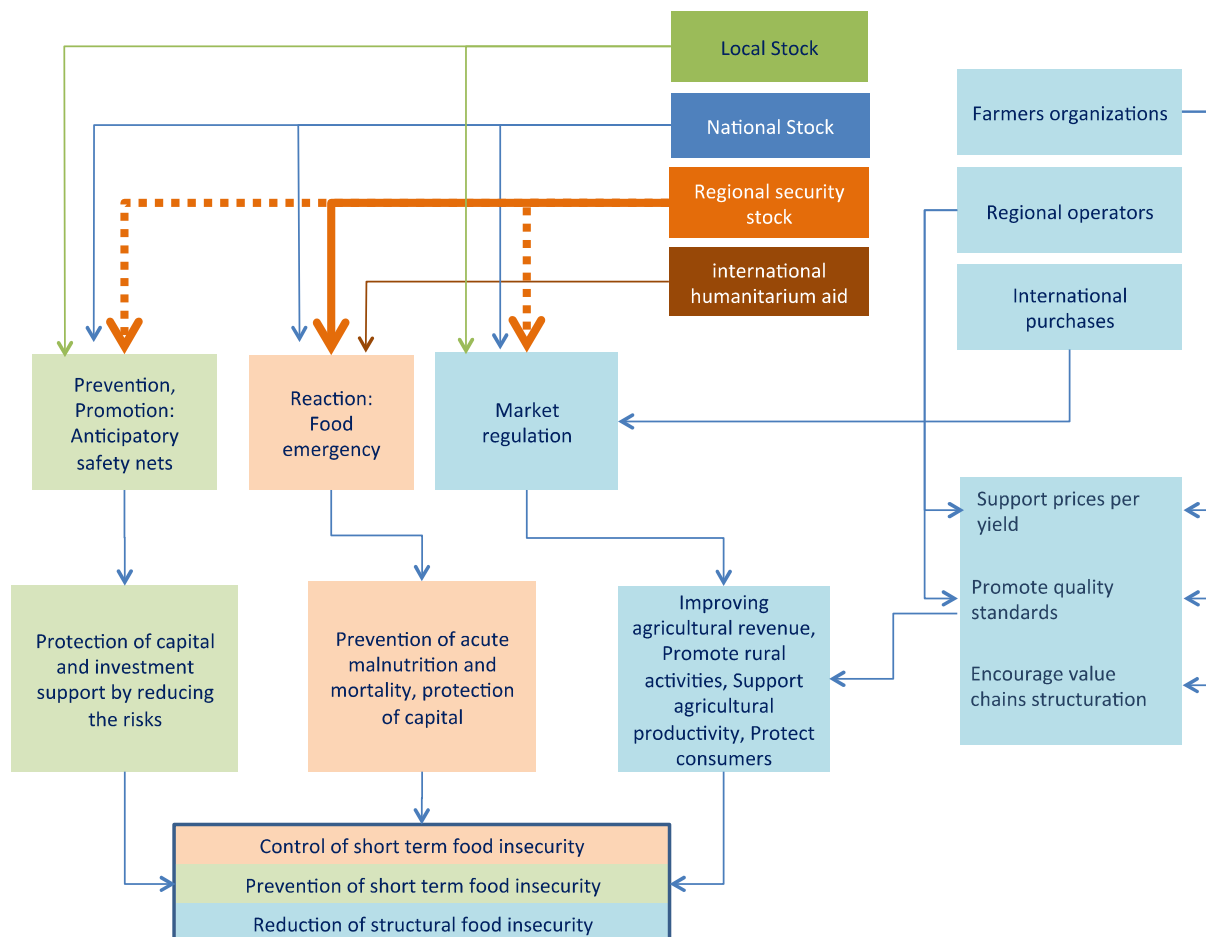 Local Stock
National Stock
Regional security
stock
international
humanitarium aid
Farmers organizations
Regional operators
International
purchases
Prevention,
Promotion:
Anticipatory
safety nets
Reaction:
Food
emergency
Market
regulation
Support prices per
yield
Promote quality
standards
Encourage value
chains structuration
Protection of capital
and investment
support by reducing
the risks
Prevention of acute
malnutrition and
mortality, protection
of capital
Improving
agricultural revenue,
Promote rural
activities, Support
agricultural
productivity, Protect
consumers
Control of short term food insecurity
Prevention of short term food insecurity
Reduction of structural food insecurity